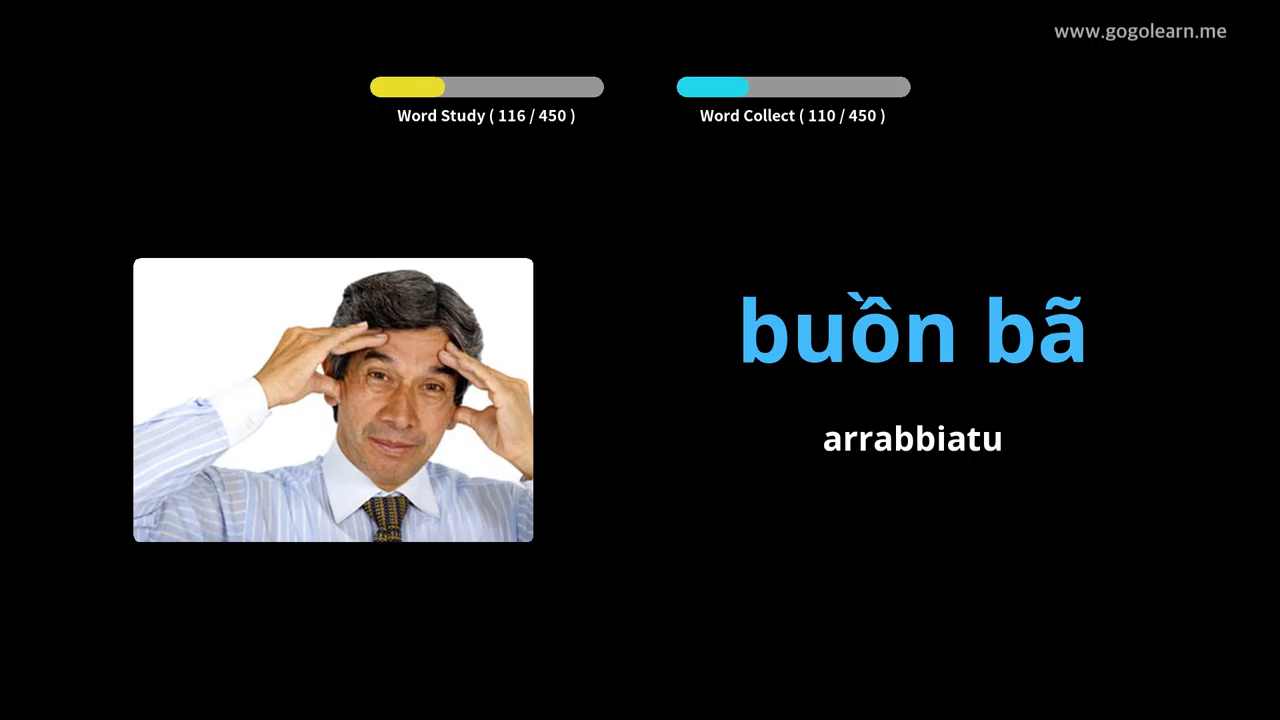 www.gogolearn.me
Word Study ( 116 / 450 )
Word Collect ( 110 / 450 )
buồn bã
arrabbiatu